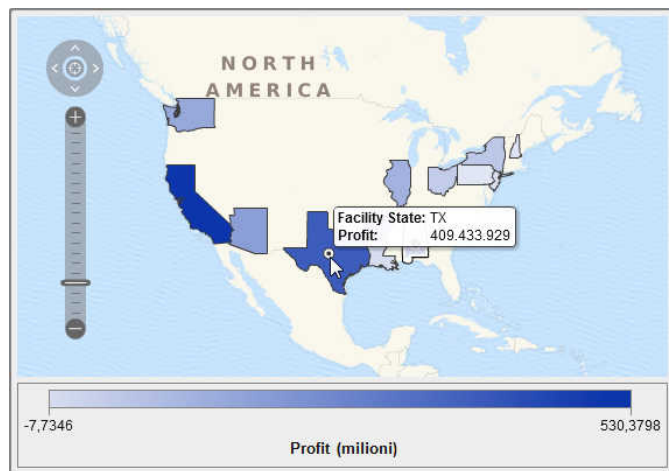 NORTH
AMERICA
Facility State: TX
Profit: 409.433.929
-7,7346 530,3798
Profit (milioni)